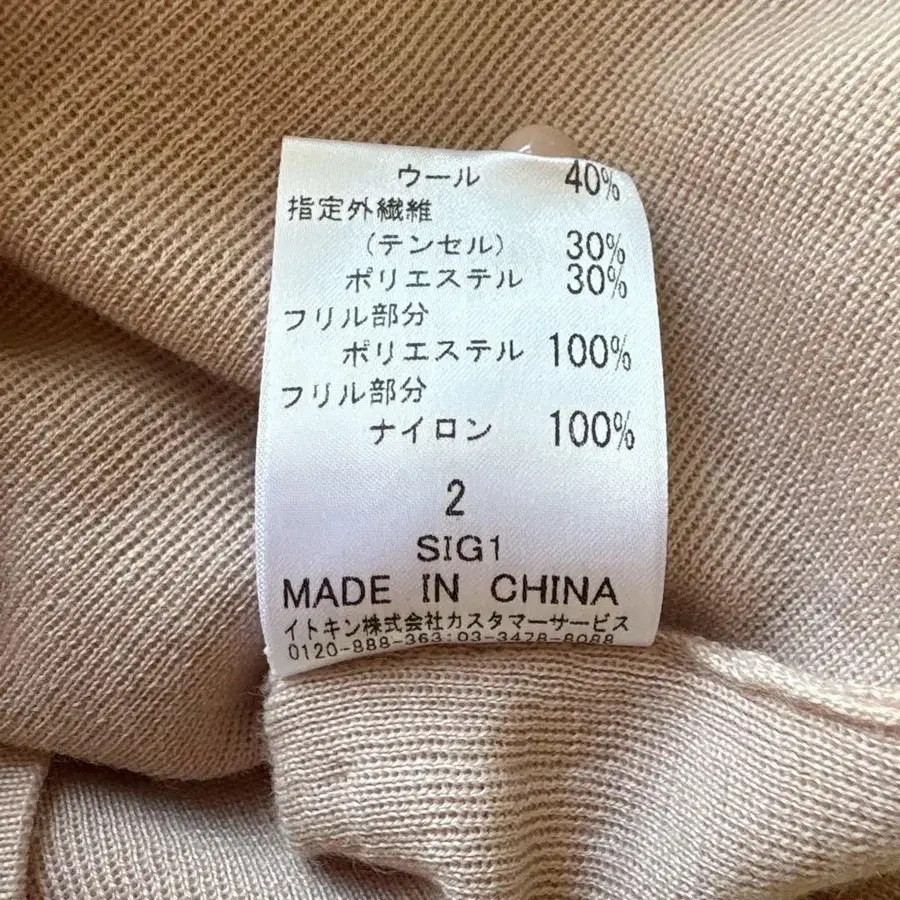 ウール 40%
指定外繊維
(テンセル) 30%
ポリエステル 30%
フリル部分
ポリエステル 100%
フリル部分
ナイロン 100%
2
SIG1
MADE IN CHINA
イトキン株式会社カスタマーサービス
0120-888-363:03-3478-8088